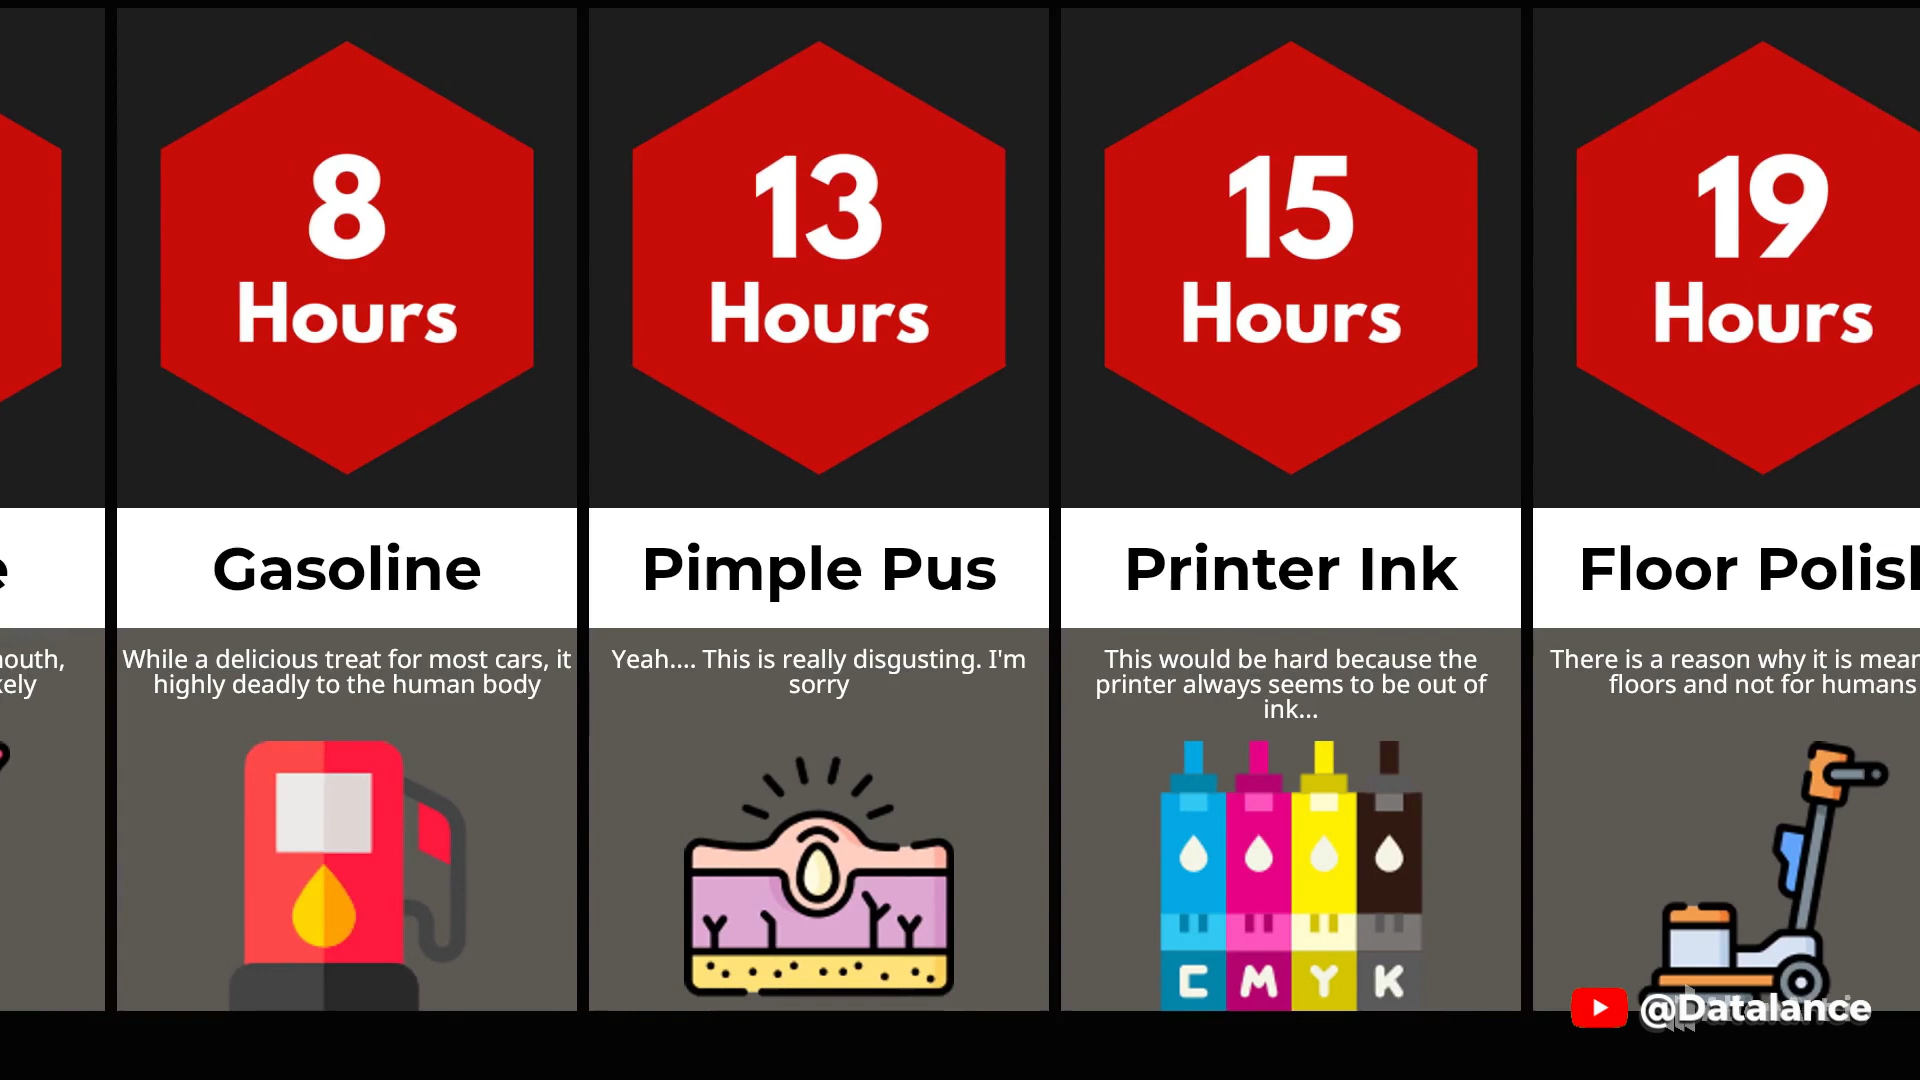 8
Hours
13
Hours
15
Hours
19
Hours
Gasoline
Pimple Pus
Printer Ink
Floor Polish
outh,
ely
While a delicious treat for most cars, it
highly deadly to the human body
Yeah.... This is really disgusting. I'm
sorry
This would be hard because the
printer always seems to be out of
ink...
There is a reason why it is mean
floors and not for humans
C M Y K
@Datalance